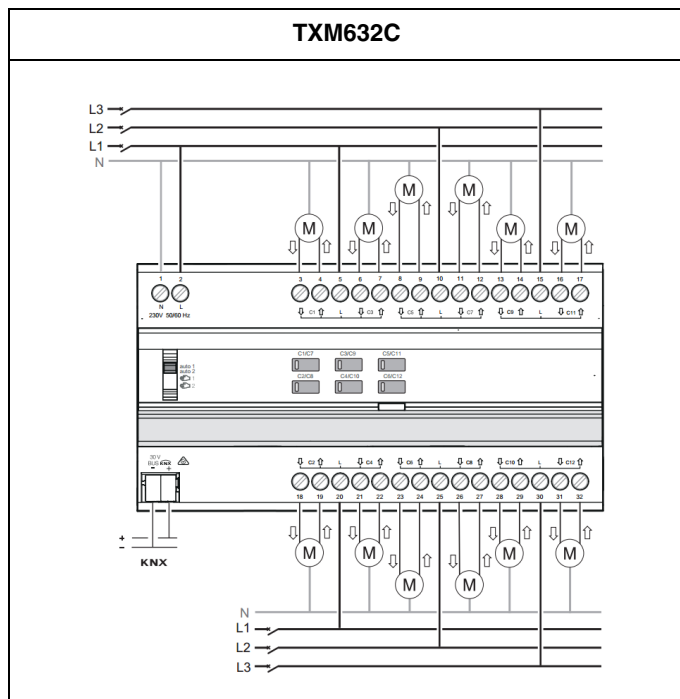 TXM632C
L3
L2
L1
N
M M M M M M
1 2 3 4 5 6 7 8 9 10 11 12 13 14 15 16 17
N L C1 L C3 C5 L C7 C9 L C11
230V 50/60 Hz
C1/C7 C3/C9 C5/C11
auto 1
auto 2
1
2
C2/C8 C4/C10 C6/C12
30 V
BUS KNX
- +
C2 L C4 C6 L C8 C10 L C12
18 19 20 21 22 23 24 25 26 27 28 29 30 31 32
+
-
KNX
M M M M M M
N
L1
L2
L3